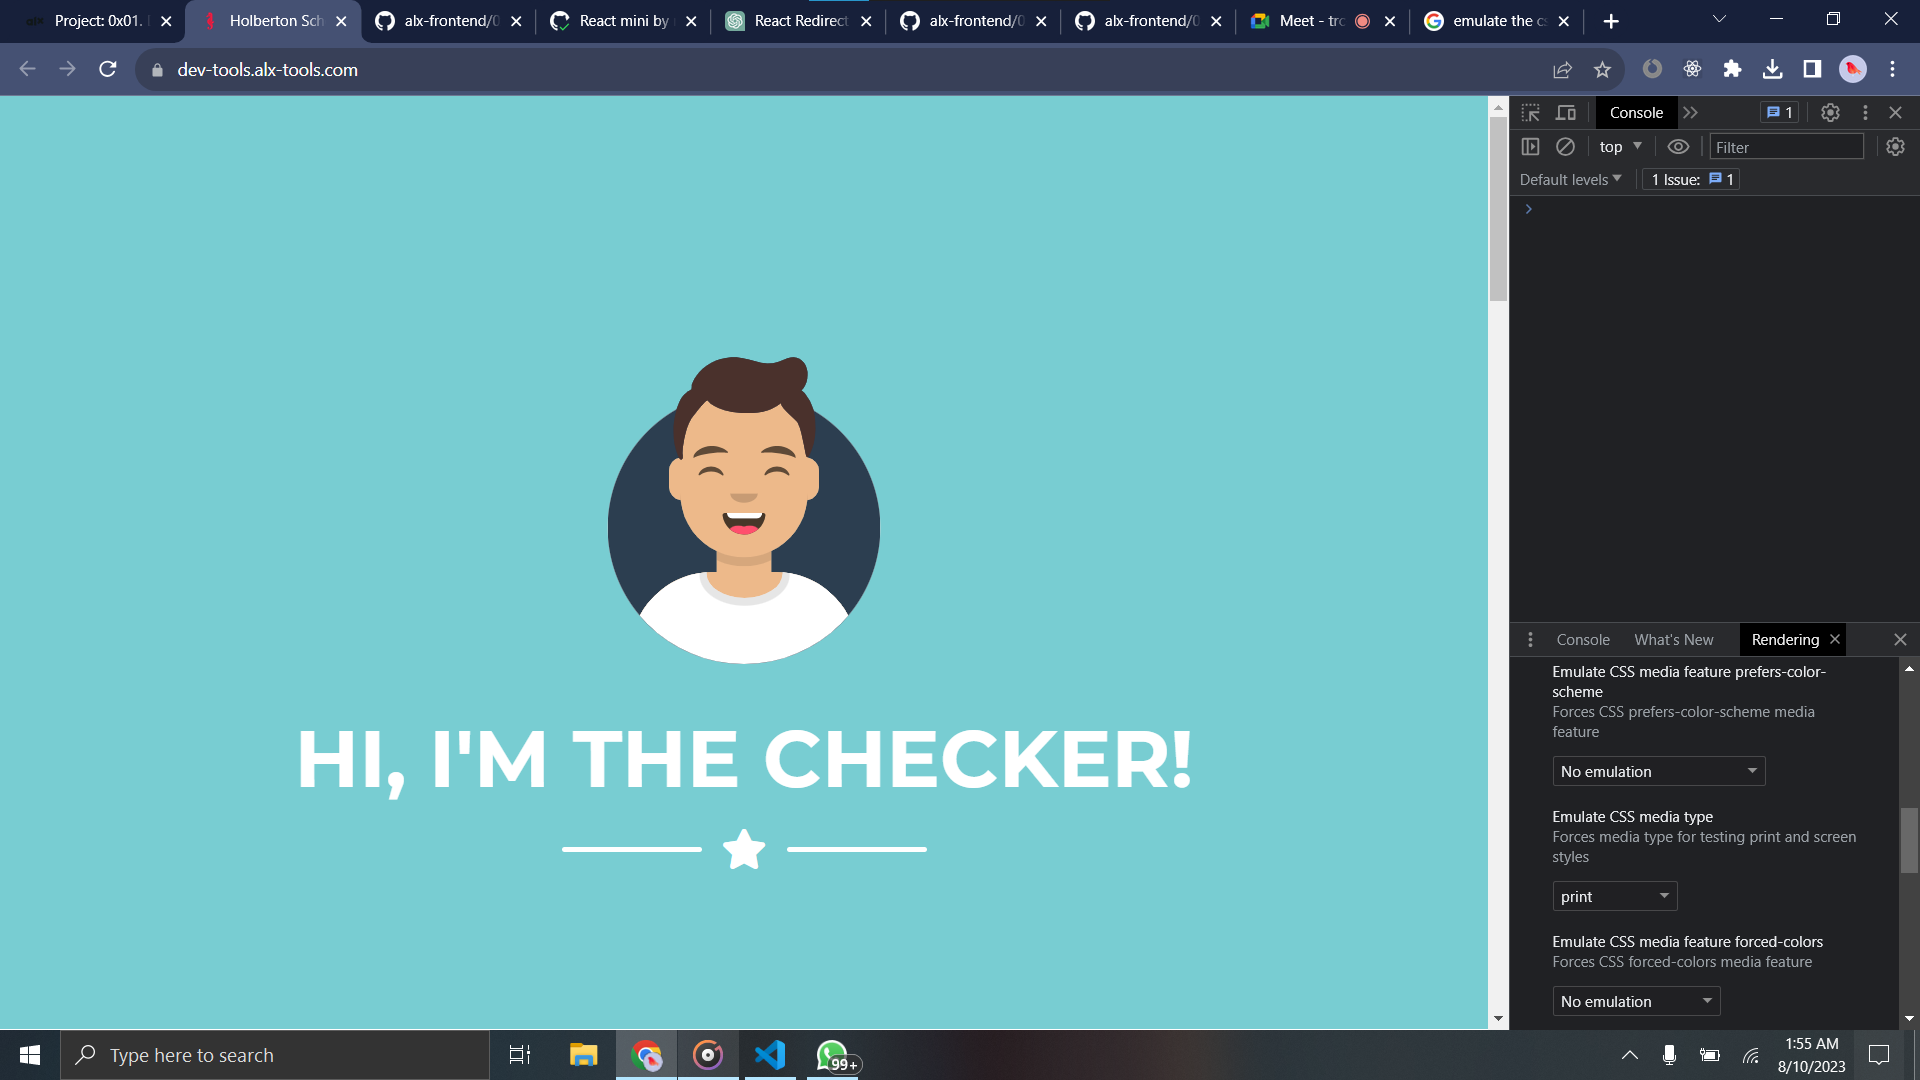 Project: 0x01.
Holberton Sch
alx-frontend/0
React mini by
React Redirect
alx-frontend/0
alx-frontend/0
Meet - tro
emulate the cs
dev-tools.alx-tools.com
Console
1
top
Filter
Default levels
1 Issue: 1
HI, I'M THE CHECKER!
Console
What's New
Rendering
Emulate CSS media feature prefers-color-
scheme
Forces CSS prefers-color-scheme media
feature
No emulation
Emulate CSS media type
Forces media type for testing print and screen
styles
print
Emulate CSS media feature forced-colors
Forces CSS forced-colors media feature
No emulation
Type here to search
99+
1:55 AM
8/10/2023